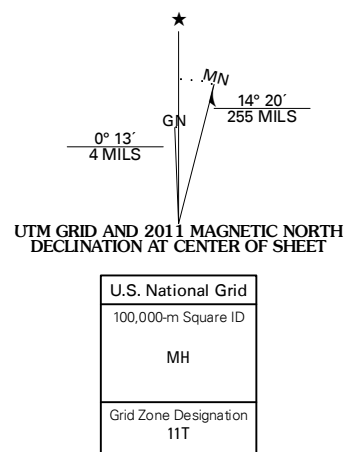 ★
MN
GN
14° 20´
255 MILS
0° 13´
4 MILS
UTM GRID AND 2011 MAGNETIC NORTH
DECLINATION AT CENTER OF SHEET
U.S. National Grid
100,000-m Square ID
MH
Grid Zone Designation
11T